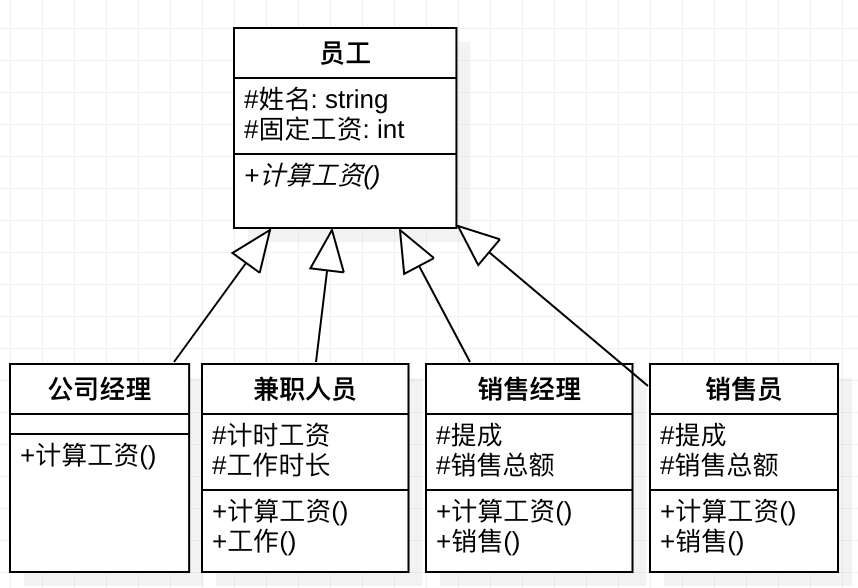 员工
#姓名: string
#固定工资: int
+计算工资()
公司经理
+计算工资()
兼职人员
#计时工资
#工作时长
+计算工资()
+工作()
销售经理
#提成
#销售总额
+计算工资()
+销售()
销售员
#提成
#销售总额
+计算工资()
+销售()